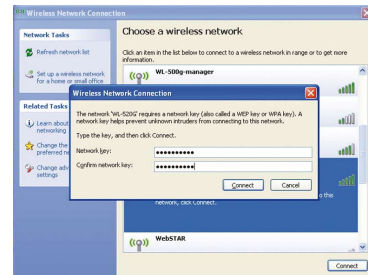 Wireless Network Connection
Network Tasks
Refresh network list
Set up a wireless network
for a home or small office
Related Tasks
Learn about
networking
Change the
preferred ne
Change adv
settings
Choose a wireless network
Click an item in the list below to connect to a wireless network in range or to get more
information.
WL-500g-manager
Wireless Network Connection
The network 'WL-520G' requires a network key (also called a WEP key or WPA key). A
network key helps prevent unknown intruders from connecting to this network.
Type the key, and then click Connect.
Network key:
••••••••••
Confirm network key:
••••••••••
Connect
Cancel
o this
network, click Connect.
WebSTAR
Connect